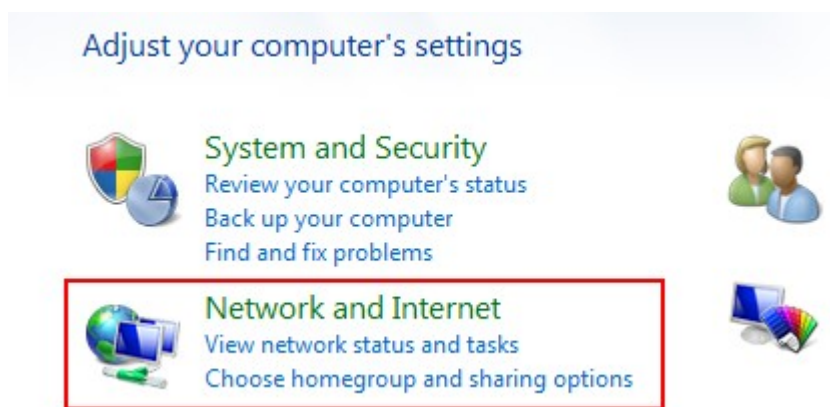 Adjust your computer's settings
System and Security
Review your computer's status
Back up your computer
Find and fix problems
Network and Internet
View network status and tasks
Choose homegroup and sharing options